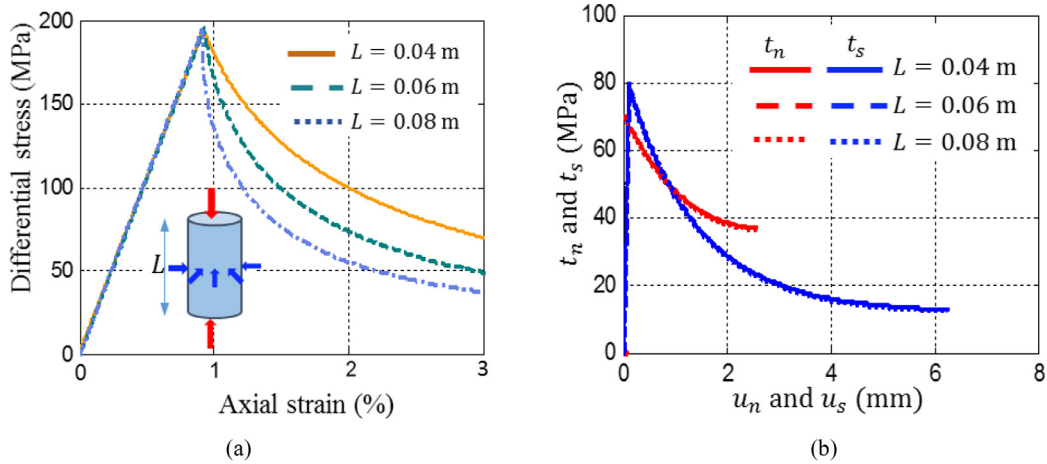 200
150
100
50
0
Differential stress (MPa)
L = 0.04 m
L = 0.06 m
L = 0.08 m
L
0 1 2 3
Axial strain (%)
(a)
100
80
60
40
20
0
t_n and t_s (MPa)
t_n t_s
L = 0.04 m
L = 0.06 m
L = 0.08 m
0 2 4 6 8
u_n and u_s (mm)
(b)